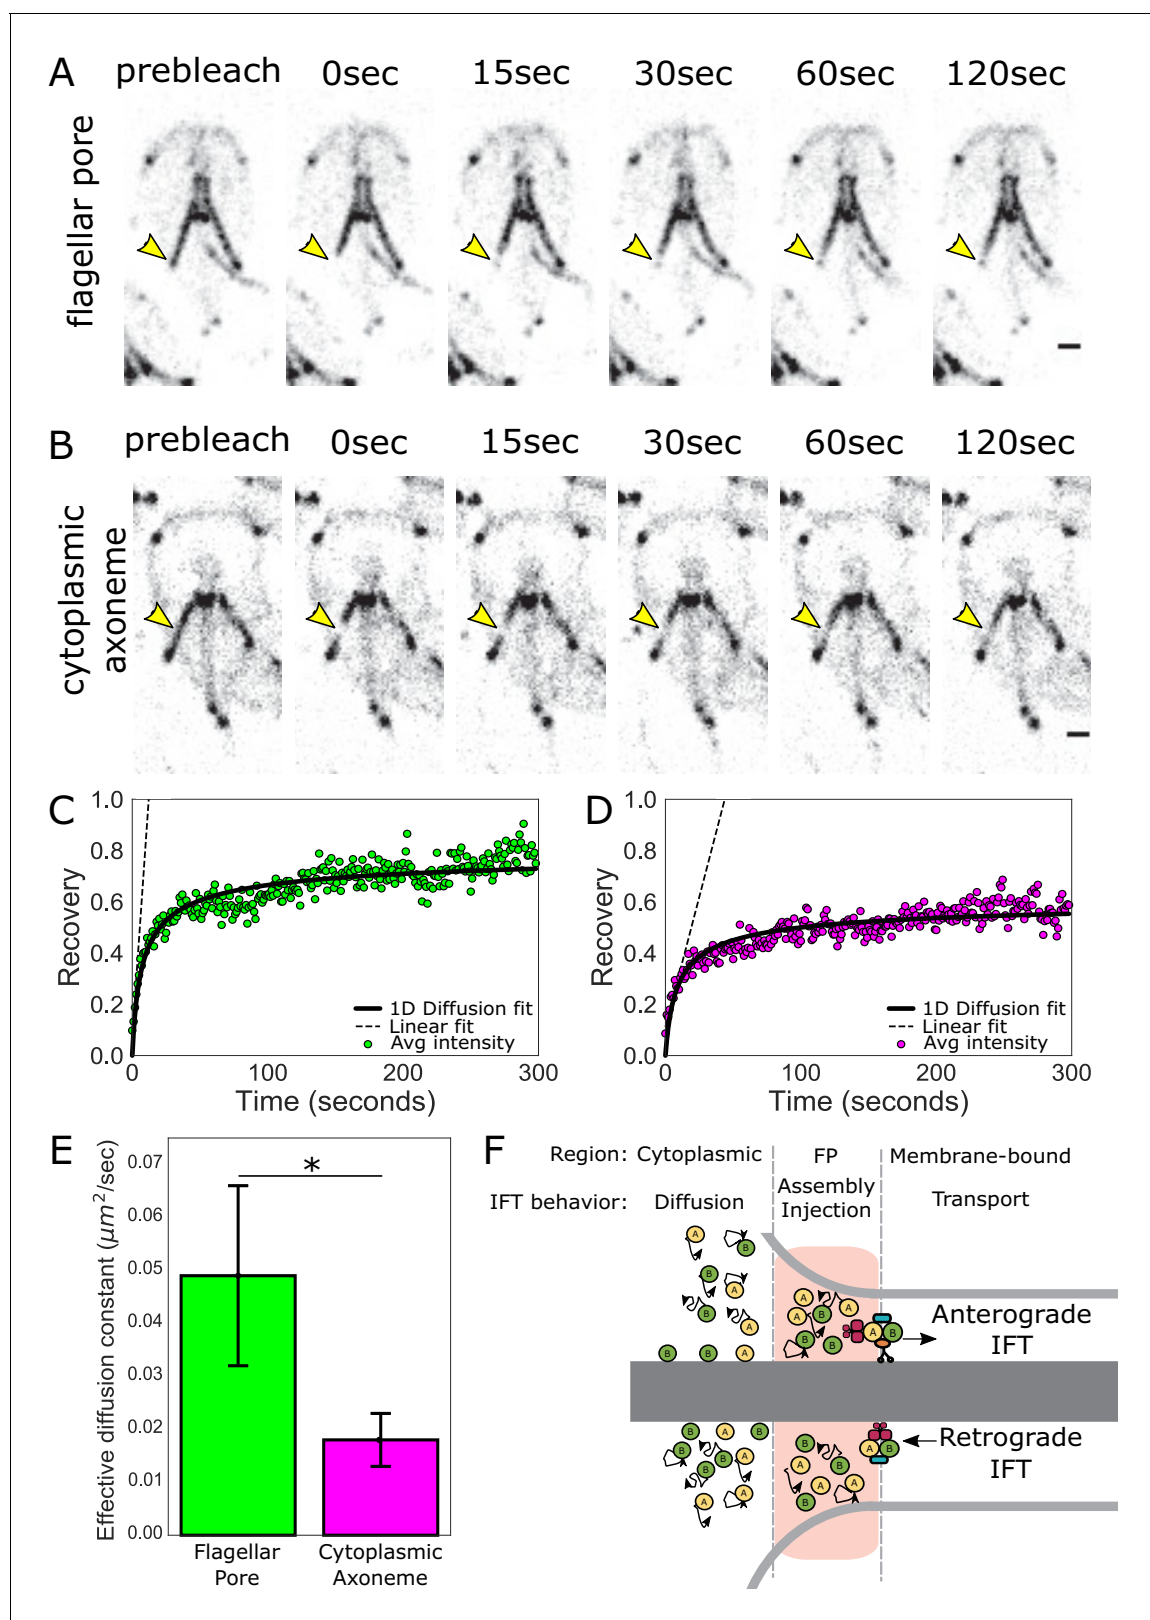 A
prebleach 0sec 15sec 30sec 60sec 120sec
flagellar pore
B
prebleach 0sec 15sec 30sec 60sec 120sec
cytoplasmic
axoneme
C
1.0
0.8
0.6
0.4
0.2
0.0
Recovery
1D Diffusion fit
Linear fit
Avg intensity
0 100 200 300
Time (seconds)
D
1.0
0.8
0.6
0.4
0.2
0.0
Recovery
1D Diffusion fit
Linear fit
Avg intensity
0 100 200 300
Time (seconds)
E
Effective diffusion constant (μm²/sec)
0.07
0.06
0.05
0.04
0.03
0.02
0.01
0.00
*
Flagellar
Pore
Cytoplasmic
Axoneme
F
Region: Cytoplasmic FP Membrane-bound
IFT behavior: Diffusion Assembly Injection Transport
A
B
B
A
B
A
B
B
A
A
A
B
A
B
B
A
B
Anterograde
IFT
B
A
B
B
A
B
B
A
A
A
B
A
B
A
A
B
A
B
Retrograde
IFT